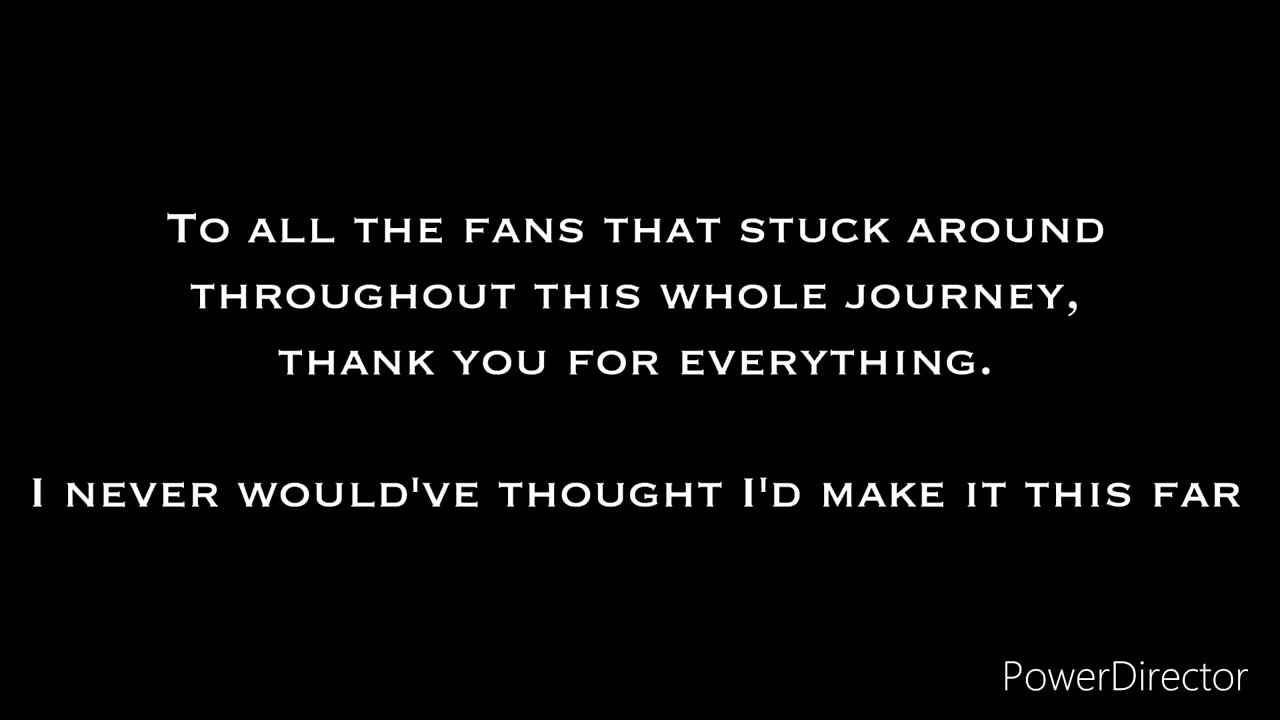 To all the fans that stuck around
throughout this whole journey,
thank you for everything.
I never would've thought I'd make it this far
PowerDirector